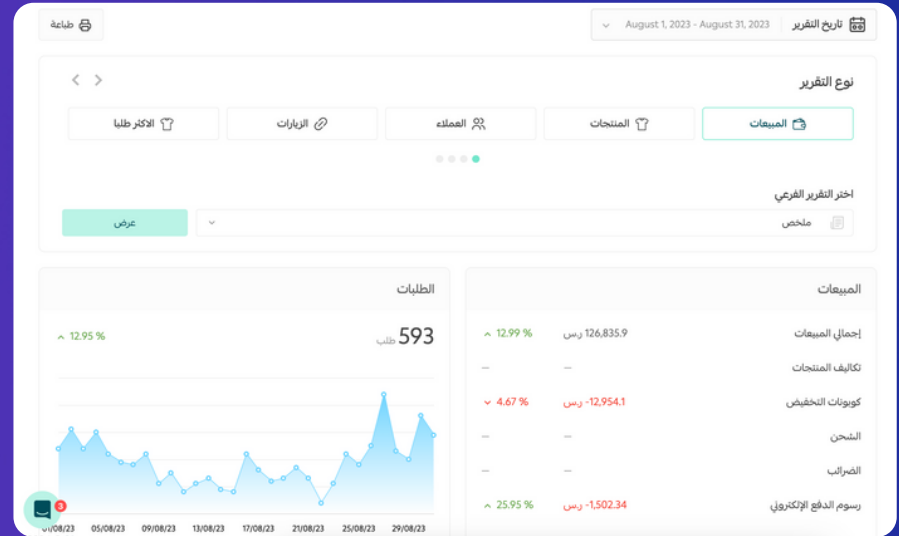 تاريخ التقرير August 1, 2023 - August 31, 2023
طباعة
نوع التقرير
المبيعات
المنتجات
العملاء
الزيارات
الاكثر طلبا
اختر التقرير الفرعي
ملخص
عرض
المبيعات
إجمالي المبيعات 126,835.9 ر.س 12.99 %
تكاليف المنتجات — —
كوبونات التخفيض -12,954.1 ر.س 4.67 %
الشحن — —
الضرائب — —
رسوم الدفع الإلكتروني -1,502.34 ر.س 25.95 %
الطلبات
593 طلب
12.95 %
01/08/23 05/08/23 09/08/23 13/08/23 17/08/23 21/08/23 25/08/23 29/08/23
3